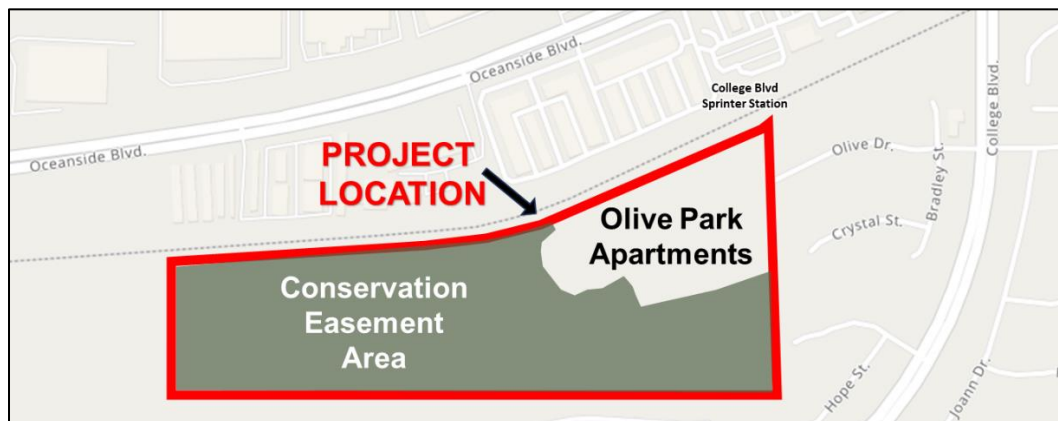 Oceanside Blvd.
College Blvd
Sprinter Station
College Blvd.
Oceanside Blvd.
PROJECT
LOCATION
Olive Dr.
Bradley St.
Olive Park
Apartments
Crystal St.
Conservation
Easement
Area
Hope St.
Joann Dr.